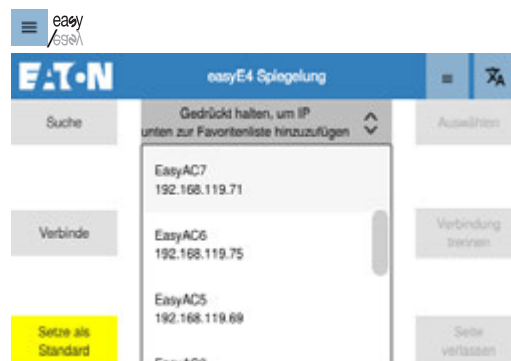 easy
EATON
easyE4 Spiegelung
Suche
Gedrückt halten, um IP
unten zur Favoritenliste hinzuzufügen
Auswählen
EasyAC7
192.168.119.71
Verbinde
EasyAC6
192.168.119.75
Verbindung
trennen
EasyAC5
192.168.119.69
Setze als
Standard
Seite
verlassen